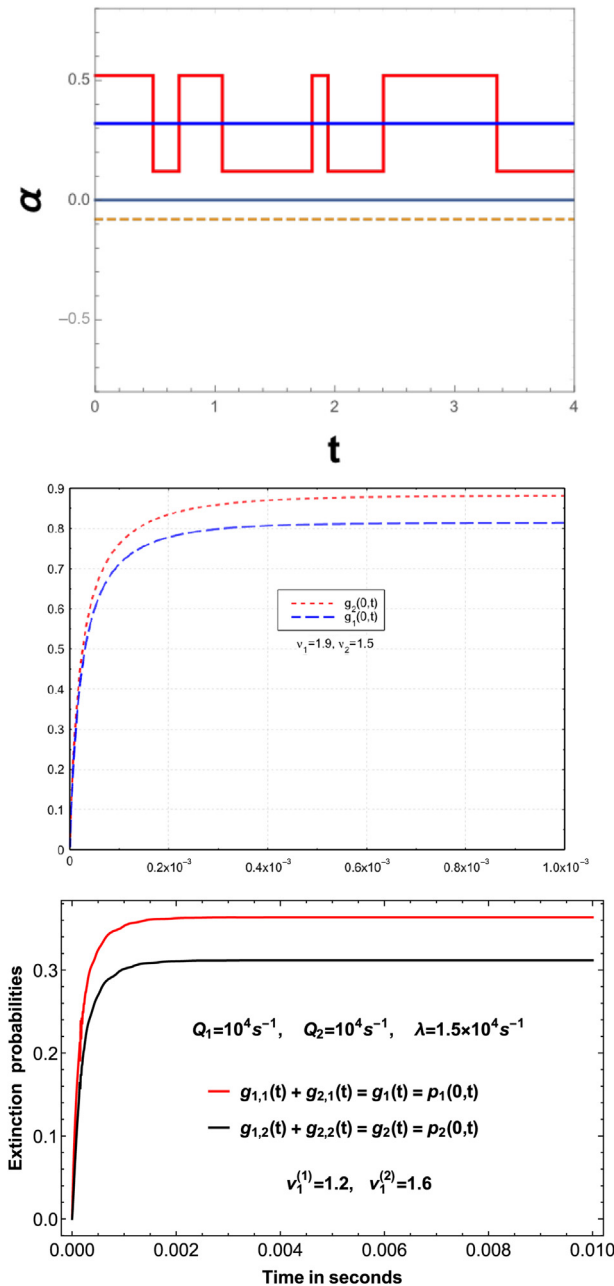 0.5
0.0
−0.5
α
0 1 2 3 4
t
0.9
0.8
0.7
0.6
0.5
0.4
0.3
0.2
0.1
0
g₂(0,t)
g₁(0,t)
ν₁=1.9, ν₂=1.5
0 0.2x10⁻³ 0.4x10⁻³ 0.6x10⁻³ 0.8x10⁻³ 1.0x10⁻³
Extinction probabilities
0.3
0.2
0.1
0.0
Q₁=10⁴s⁻¹, Q₂=10⁴s⁻¹, λ=1.5×10⁴s⁻¹
g₁,₁(t) + g₂,₁(t) = g₁(t) = p₁(0,t)
g₁,₂(t) + g₂,₂(t) = g₂(t) = p₂(0,t)
ν₁⁽¹⁾=1.2, ν₁⁽²⁾=1.6
0.000 0.002 0.004 0.006 0.008 0.010
Time in seconds